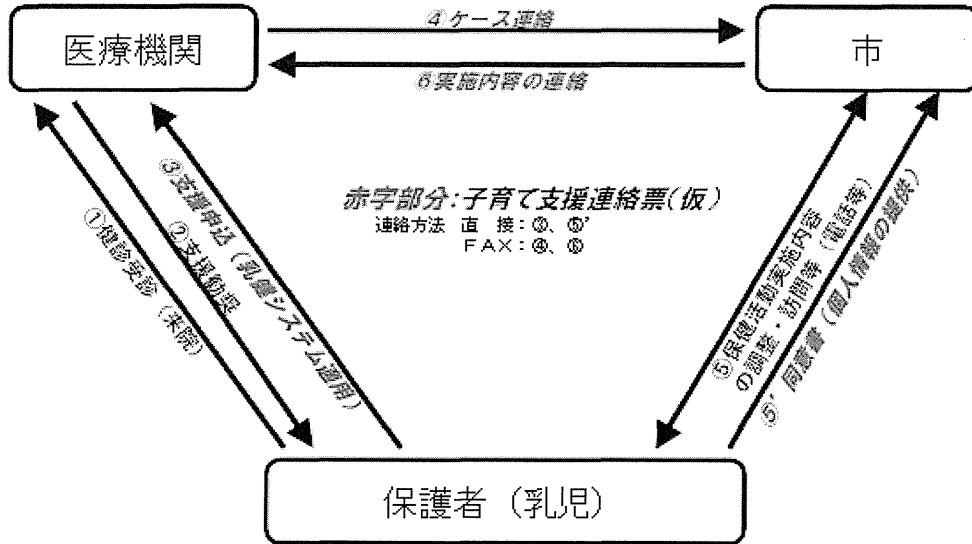 ④ケース連絡
医療機関
市
⑥実施内容の連絡
赤字部分:子育て支援連絡票(仮)
連絡方法 直 接:③、⑤'
FAX:④、⑥
①健診受診(来院)
②支援勧奨
③支援申込(乳健システム適用)
⑤保健活動実施内容
の調整・訪問等(電話等)
⑤' 同意書(個人情報の提供)
保護者(乳児)